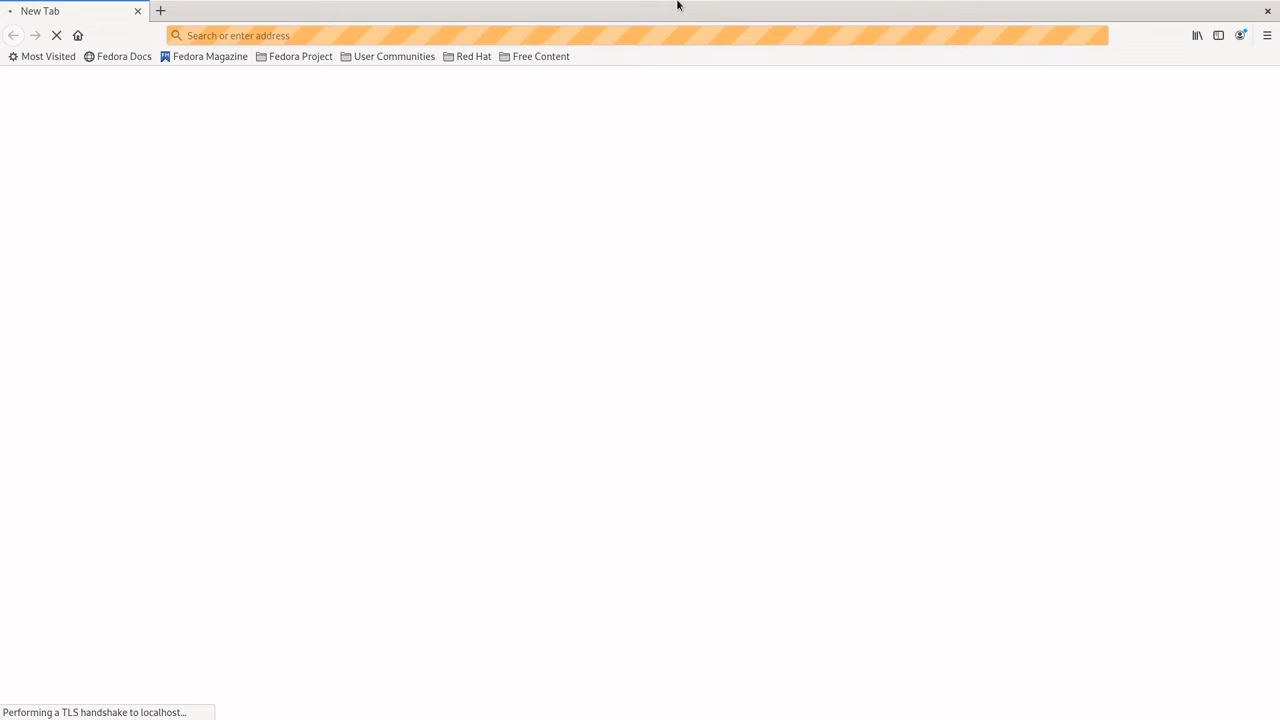 New Tab
Search or enter address
Most Visited Fedora Docs Fedora Magazine Fedora Project User Communities Red Hat Free Content
Performing a TLS handshake to localhost…